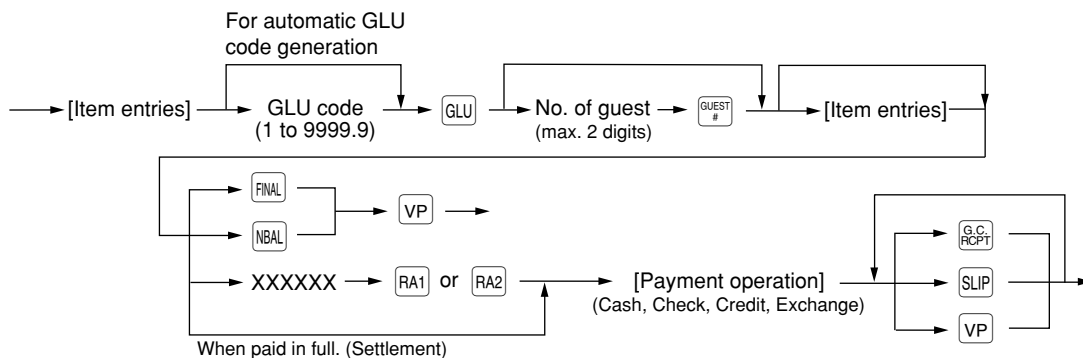 For automatic GLU
code generation
[Item entries]
GLU code
(1 to 9999.9)
GLU
No. of guest
(max. 2 digits)
GUEST
#
[Item entries]
FINAL
VP
NBAL
G.C.
RCPT
XXXXXX
RA1 or RA2
[Payment operation]
(Cash, Check, Credit, Exchange)
SLIP
VP
When paid in full. (Settlement)